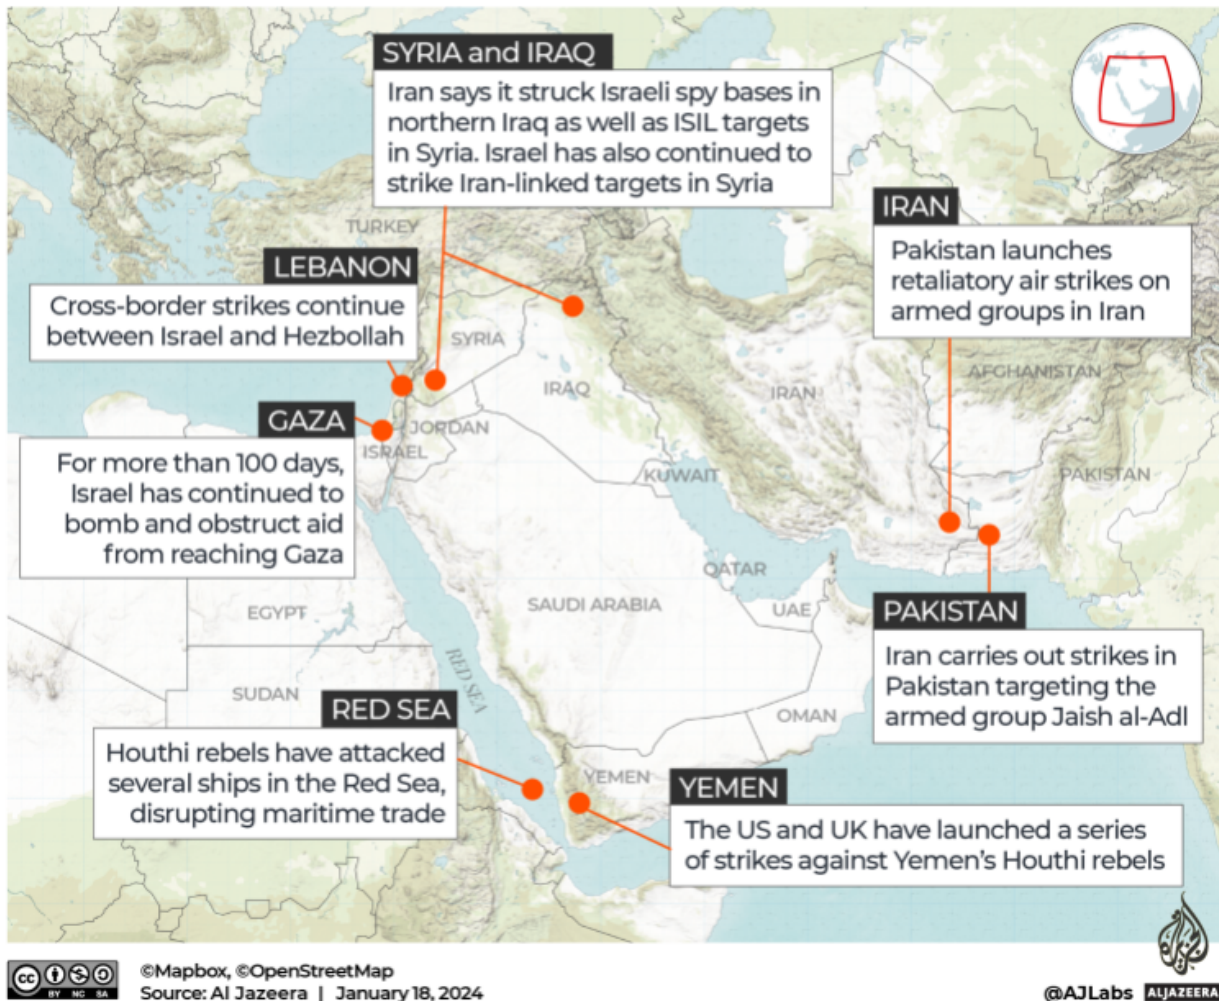 SYRIA and IRAQ
Iran says it struck Israeli spy bases in
northern Iraq as well as ISIL targets
in Syria. Israel has also continued to
strike Iran-linked targets in Syria
IRAN
Pakistan launches
retaliatory air strikes on
armed groups in Iran
TURKEY
LEBANON
Cross-border strikes continue
between Israel and Hezbollah
SYRIA
IRAQ
IRAN
AFGHANISTAN
GAZA
For more than 100 days,
Israel has continued to
bomb and obstruct aid
from reaching Gaza
JORDAN
ISRAEL
KUWAIT
PAKISTAN
QATAR
EGYPT
SAUDI ARABIA
UAE
PAKISTAN
Iran carries out strikes in
Pakistan targeting the
armed group Jaish al-Adl
RED SEA
SUDAN
OMAN
RED SEA
Houthi rebels have attacked
several ships in the Red Sea,
disrupting maritime trade
YEMEN
YEMEN
The US and UK have launched a series
of strikes against Yemen's Houthi rebels
cc BY NC SA
©Mapbox, ©OpenStreetMap
Source: Al Jazeera | January 18, 2024
@AJLabs ALJAZEERA
الجزيرة